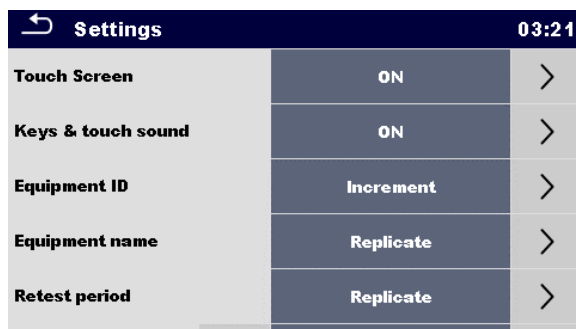 Settings 03:21
Touch Screen ON
Keys & touch sound ON
Equipment ID Increment
Equipment name Replicate
Retest period Replicate